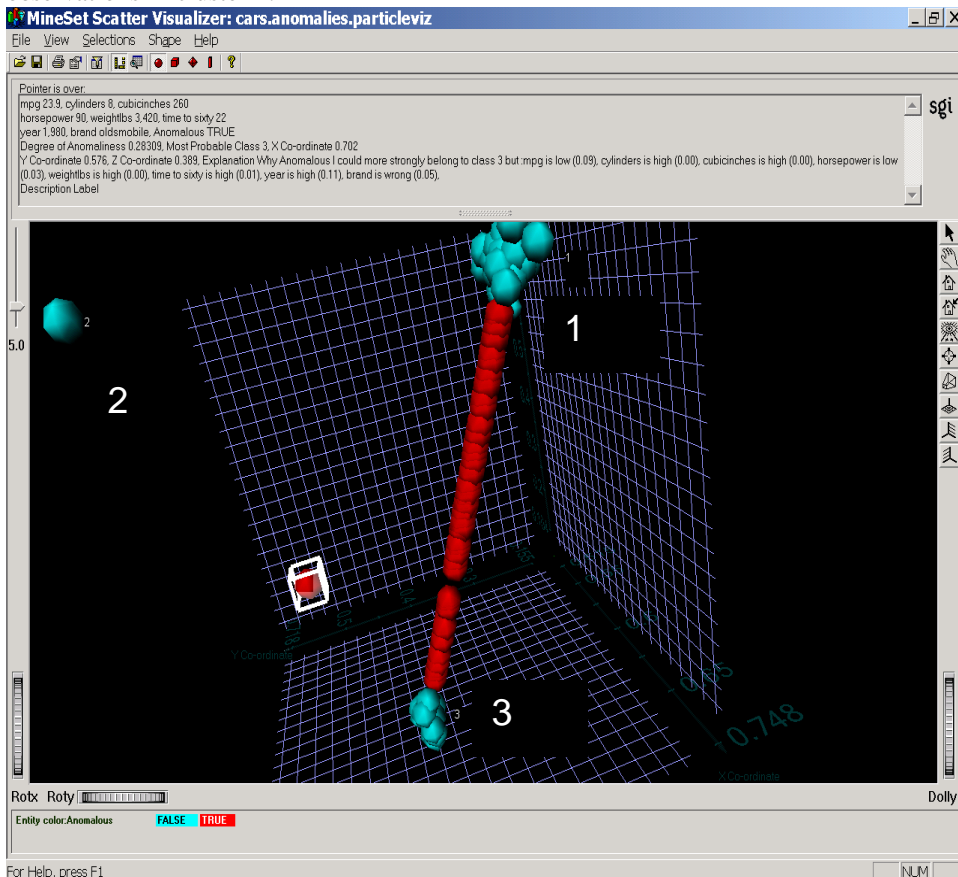 MineSet Scatter Visualizer: cars.anomalies.particleviz
File View Selections Shape Help
Pointer is over:
mpg 23.9, cylinders 8, cubicinches 260
horsepower 90, weightlbs 3,420, time to sixty 22
year 1,980, brand oldsmobile, Anomalous TRUE
Degree of Anomaliness 0.28309, Most Probable Class 3, X Co-ordinate 0.702
Y Co-ordinate 0.576, Z Co-ordinate 0.389, Explanation Why Anomalous I could more strongly belong to class 3 but :mpg is low (0.09), cylinders is high (0.00), cubicinches is high (0.00), horsepower is low
(0.03), weightlbs is high (0.00), time to sixty is high (0.01), year is high (0.11), brand is wrong (0.05),
Description Label
sgi
1
1
2
5.0
2
Y Co-ordinate
0.65
3
3
0.748
X Co-ordinate
Rotx Roty
Dolly
Entity color:Anomalous FALSE TRUE
For Help, press F1
NUM